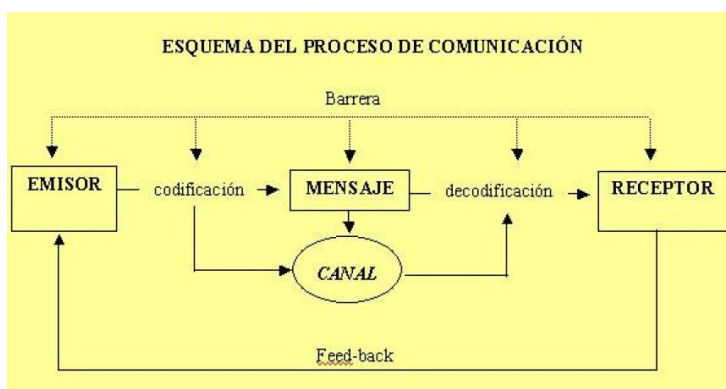 ESQUEMA DEL PROCESO DE COMUNICACIÓN
Barrera
EMISOR
codificación
MENSAJE
decodificación
RECEPTOR
CANAL
Feed-back